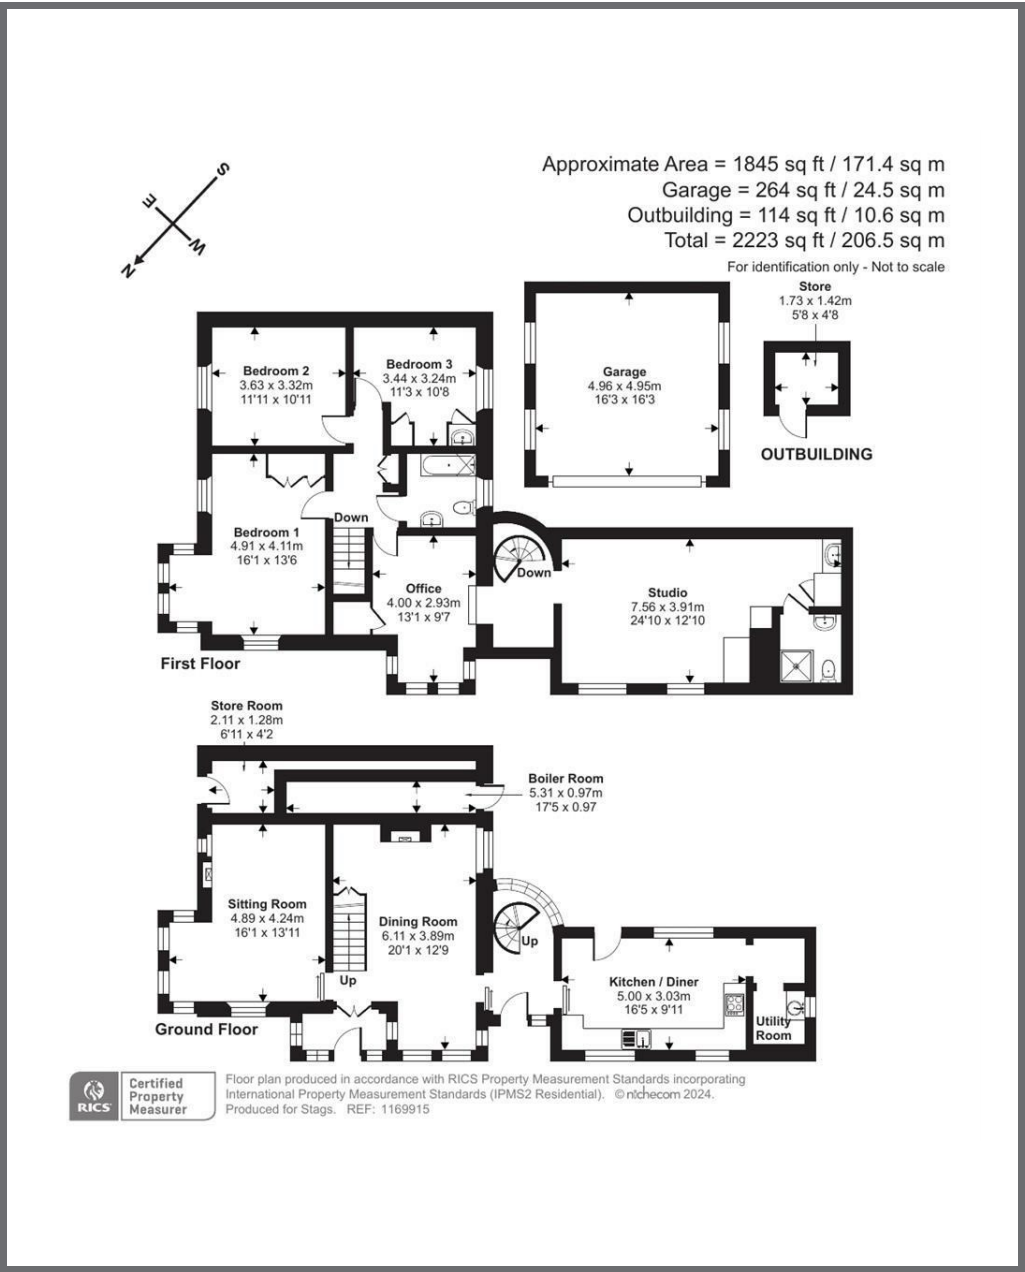 S
E
W
N
Approximate Area = 1845 sq ft / 171.4 sq m
Garage = 264 sq ft / 24.5 sq m
Outbuilding = 114 sq ft / 10.6 sq m
Total = 2223 sq ft / 206.5 sq m
For identification only - Not to scale
Store
1.73 x 1.42m
5'8 x 4'8
Bedroom 2
3.63 x 3.32m
11'11 x 10'11
Bedroom 3
3.44 x 3.24m
11'3 x 10'8
Garage
4.96 x 4.95m
16'3 x 16'3
OUTBUILDING
Down
Bedroom 1
4.91 x 4.11m
16'1 x 13'6
Office
4.00 x 2.93m
13'1 x 9'7
Down
Studio
7.56 x 3.91m
24'10 x 12'10
First Floor
Store Room
2.11 x 1.28m
6'11 x 4'2
Boiler Room
5.31 x 0.97m
17'5 x 0.97
Sitting Room
4.89 x 4.24m
16'1 x 13'11
Dining Room
6.11 x 3.89m
20'1 x 12'9
Up
Up
Kitchen / Diner
5.00 x 3.03m
16'5 x 9'11
Utility
Room
Ground Floor
RICS
Certified
Property
Measurer
Floor plan produced in accordance with RICS Property Measurement Standards incorporating
International Property Measurement Standards (IPMS2 Residential). © nichecom 2024.
Produced for Stags. REF: 1169915